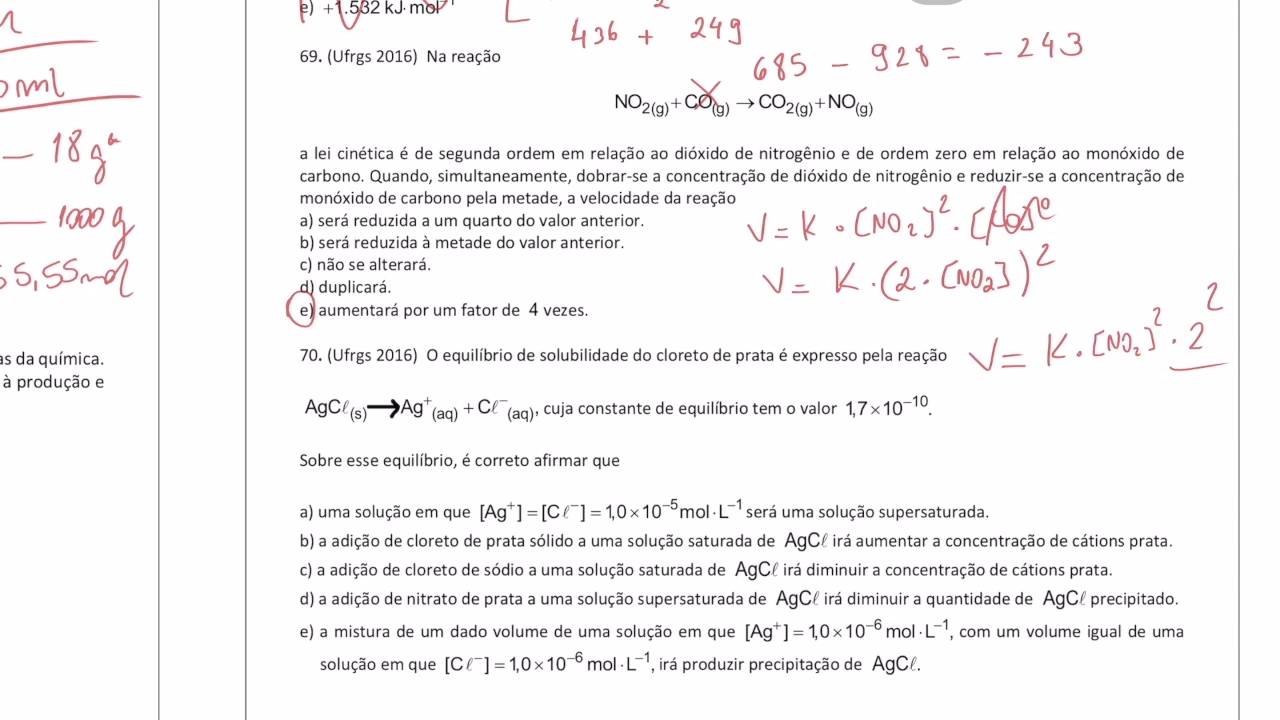 e) +1.532 kJ·mol⁻¹
436 + 249
685 – 928 = – 243
0ml
— 18 g
— 1000 g
55,55mol
as da química.
à produção e
69. (Ufrgs 2016) Na reação
NO₂(g) + CO(g) → CO₂(g) + NO(g)
a lei cinética é de segunda ordem em relação ao dióxido de nitrogênio e de ordem zero em relação ao monóxido de
carbono. Quando, simultaneamente, dobrar-se a concentração de dióxido de nitrogênio e reduzir-se a concentração de
monóxido de carbono pela metade, a velocidade da reação
a) será reduzida a um quarto do valor anterior.
b) será reduzida à metade do valor anterior.
c) não se alterará.
d) duplicará.
e) aumentará por um fator de 4 vezes.
V = K · [NO₂]² · [CO]⁰
V = K · (2 · [NO₂])²
V = K · [NO₂]² · 2²
70. (Ufrgs 2016) O equilíbrio de solubilidade do cloreto de prata é expresso pela reação
AgCℓ(s) → Ag⁺(aq) + Cℓ⁻(aq), cuja constante de equilíbrio tem o valor 1,7×10⁻¹⁰.
Sobre esse equilíbrio, é correto afirmar que
a) uma solução em que [Ag⁺] = [Cℓ⁻] = 1,0×10⁻⁵ mol·L⁻¹ será uma solução supersaturada.
b) a adição de cloreto de prata sólido a uma solução saturada de AgCℓ irá aumentar a concentração de cátions prata.
c) a adição de cloreto de sódio a uma solução saturada de AgCℓ irá diminuir a concentração de cátions prata.
d) a adição de nitrato de prata a uma solução supersaturada de AgCℓ irá diminuir a quantidade de AgCℓ precipitado.
e) a mistura de um dado volume de uma solução em que [Ag⁺] = 1,0×10⁻⁶ mol·L⁻¹, com um volume igual de uma
solução em que [Cℓ⁻] = 1,0×10⁻⁶ mol·L⁻¹, irá produzir precipitação de AgCℓ.